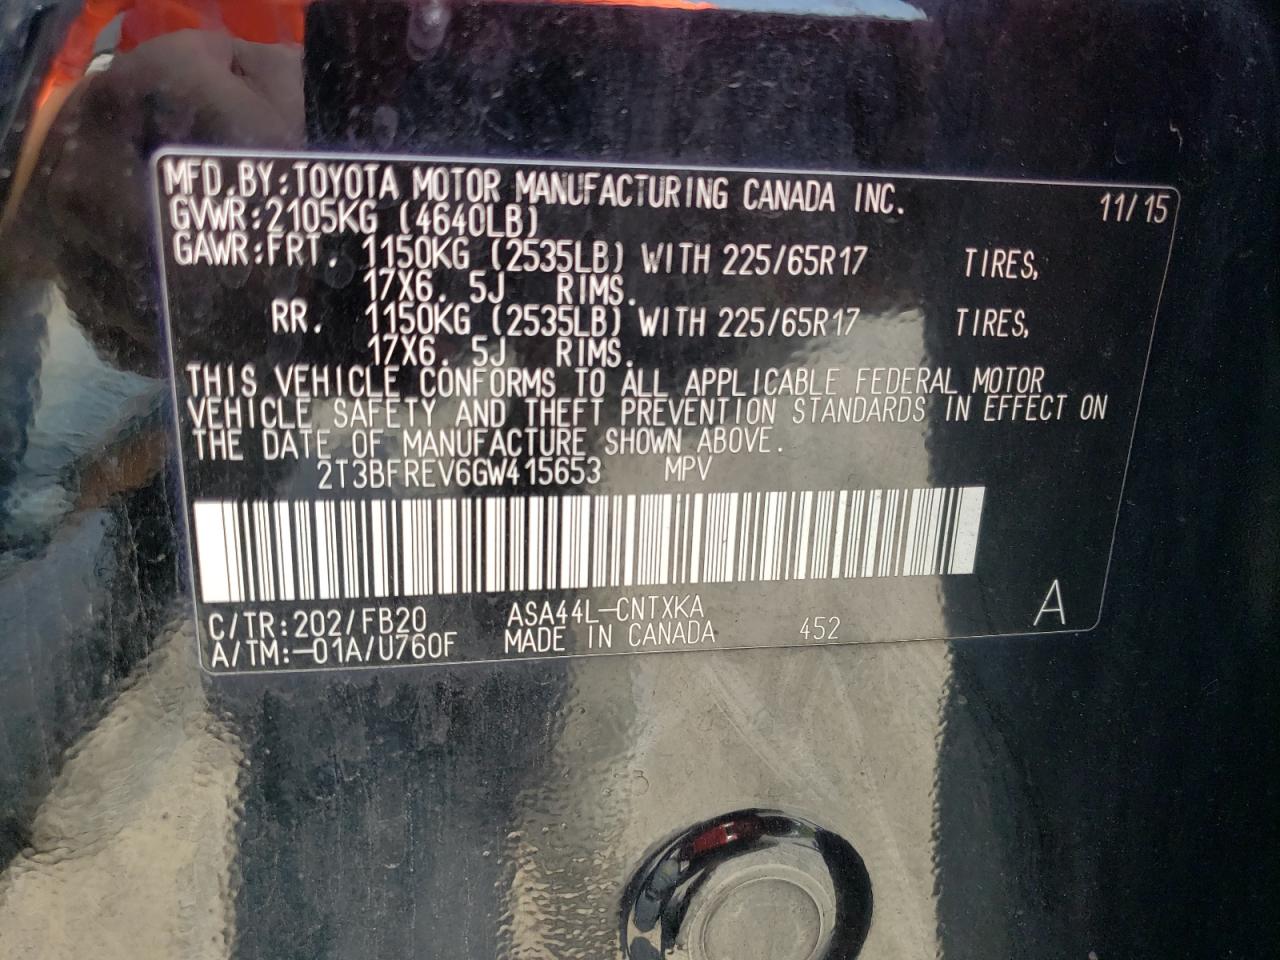 MFD.BY:TOYOTA MOTOR MANUFACTURING CANADA INC. 11/15
GVWR:2105KG (4640LB)
GAWR:FRT. 1150KG (2535LB) WITH 225/65R17 TIRES,
17X6. 5J RIMS.
RR. 1150KG (2535LB) WITH 225/65R17 TIRES,
17X6. 5J RIMS.
THIS VEHICLE CONFORMS TO ALL APPLICABLE FEDERAL MOTOR
VEHICLE SAFETY AND THEFT PREVENTION STANDARDS IN EFFECT ON
THE DATE OF MANUFACTURE SHOWN ABOVE.
2T3BFREV6GW415653 MPV
C/TR:202/FB20 ASA44L-CNTXKA A
A/TM:-01A/U760F MADE IN CANADA 452